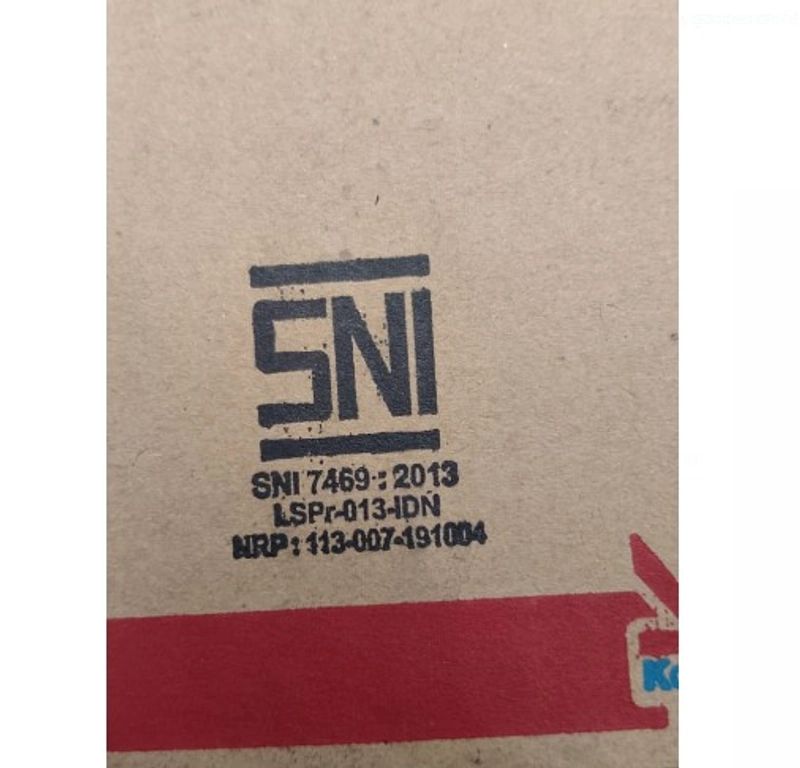 SNI
SNI 7469 : 2013
LSPr-013-IDN
NRP : 113-007-191004